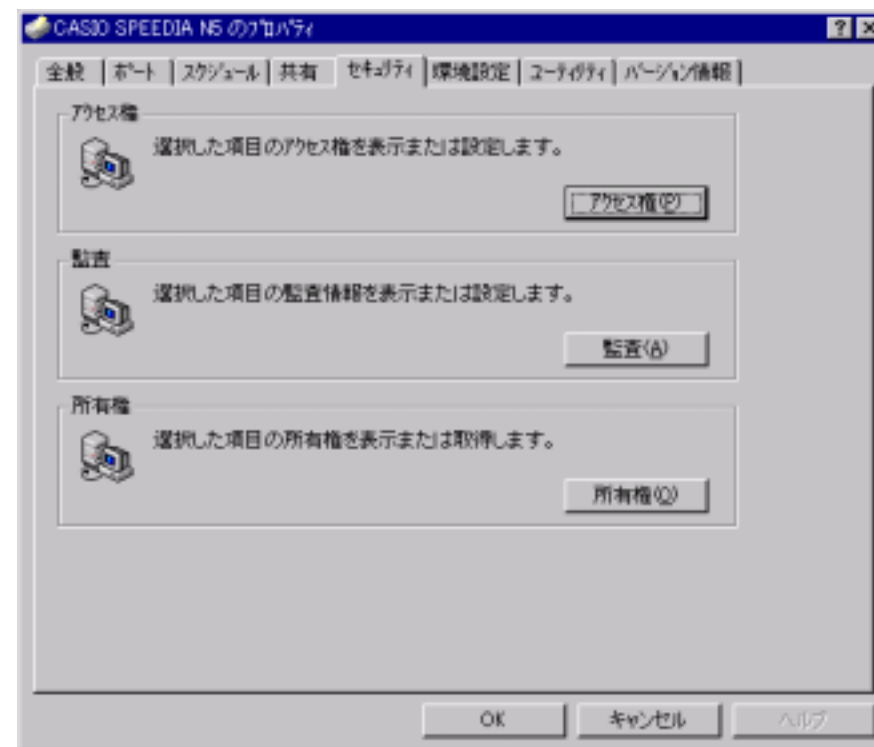 CASIO SPEEDIA N5 のプロパティ
全般 ポート スケジュール 共有 セキュリティ 環境設定 ユーティリティ バージョン情報
アクセス権
選択した項目のアクセス権を表示または設定します。
アクセス権(P)
監査
選択した項目の監査情報を表示または設定します。
監査(A)
所有権
選択した項目の所有権を表示または取得します。
所有権(O)
OK キャンセル ヘルプ